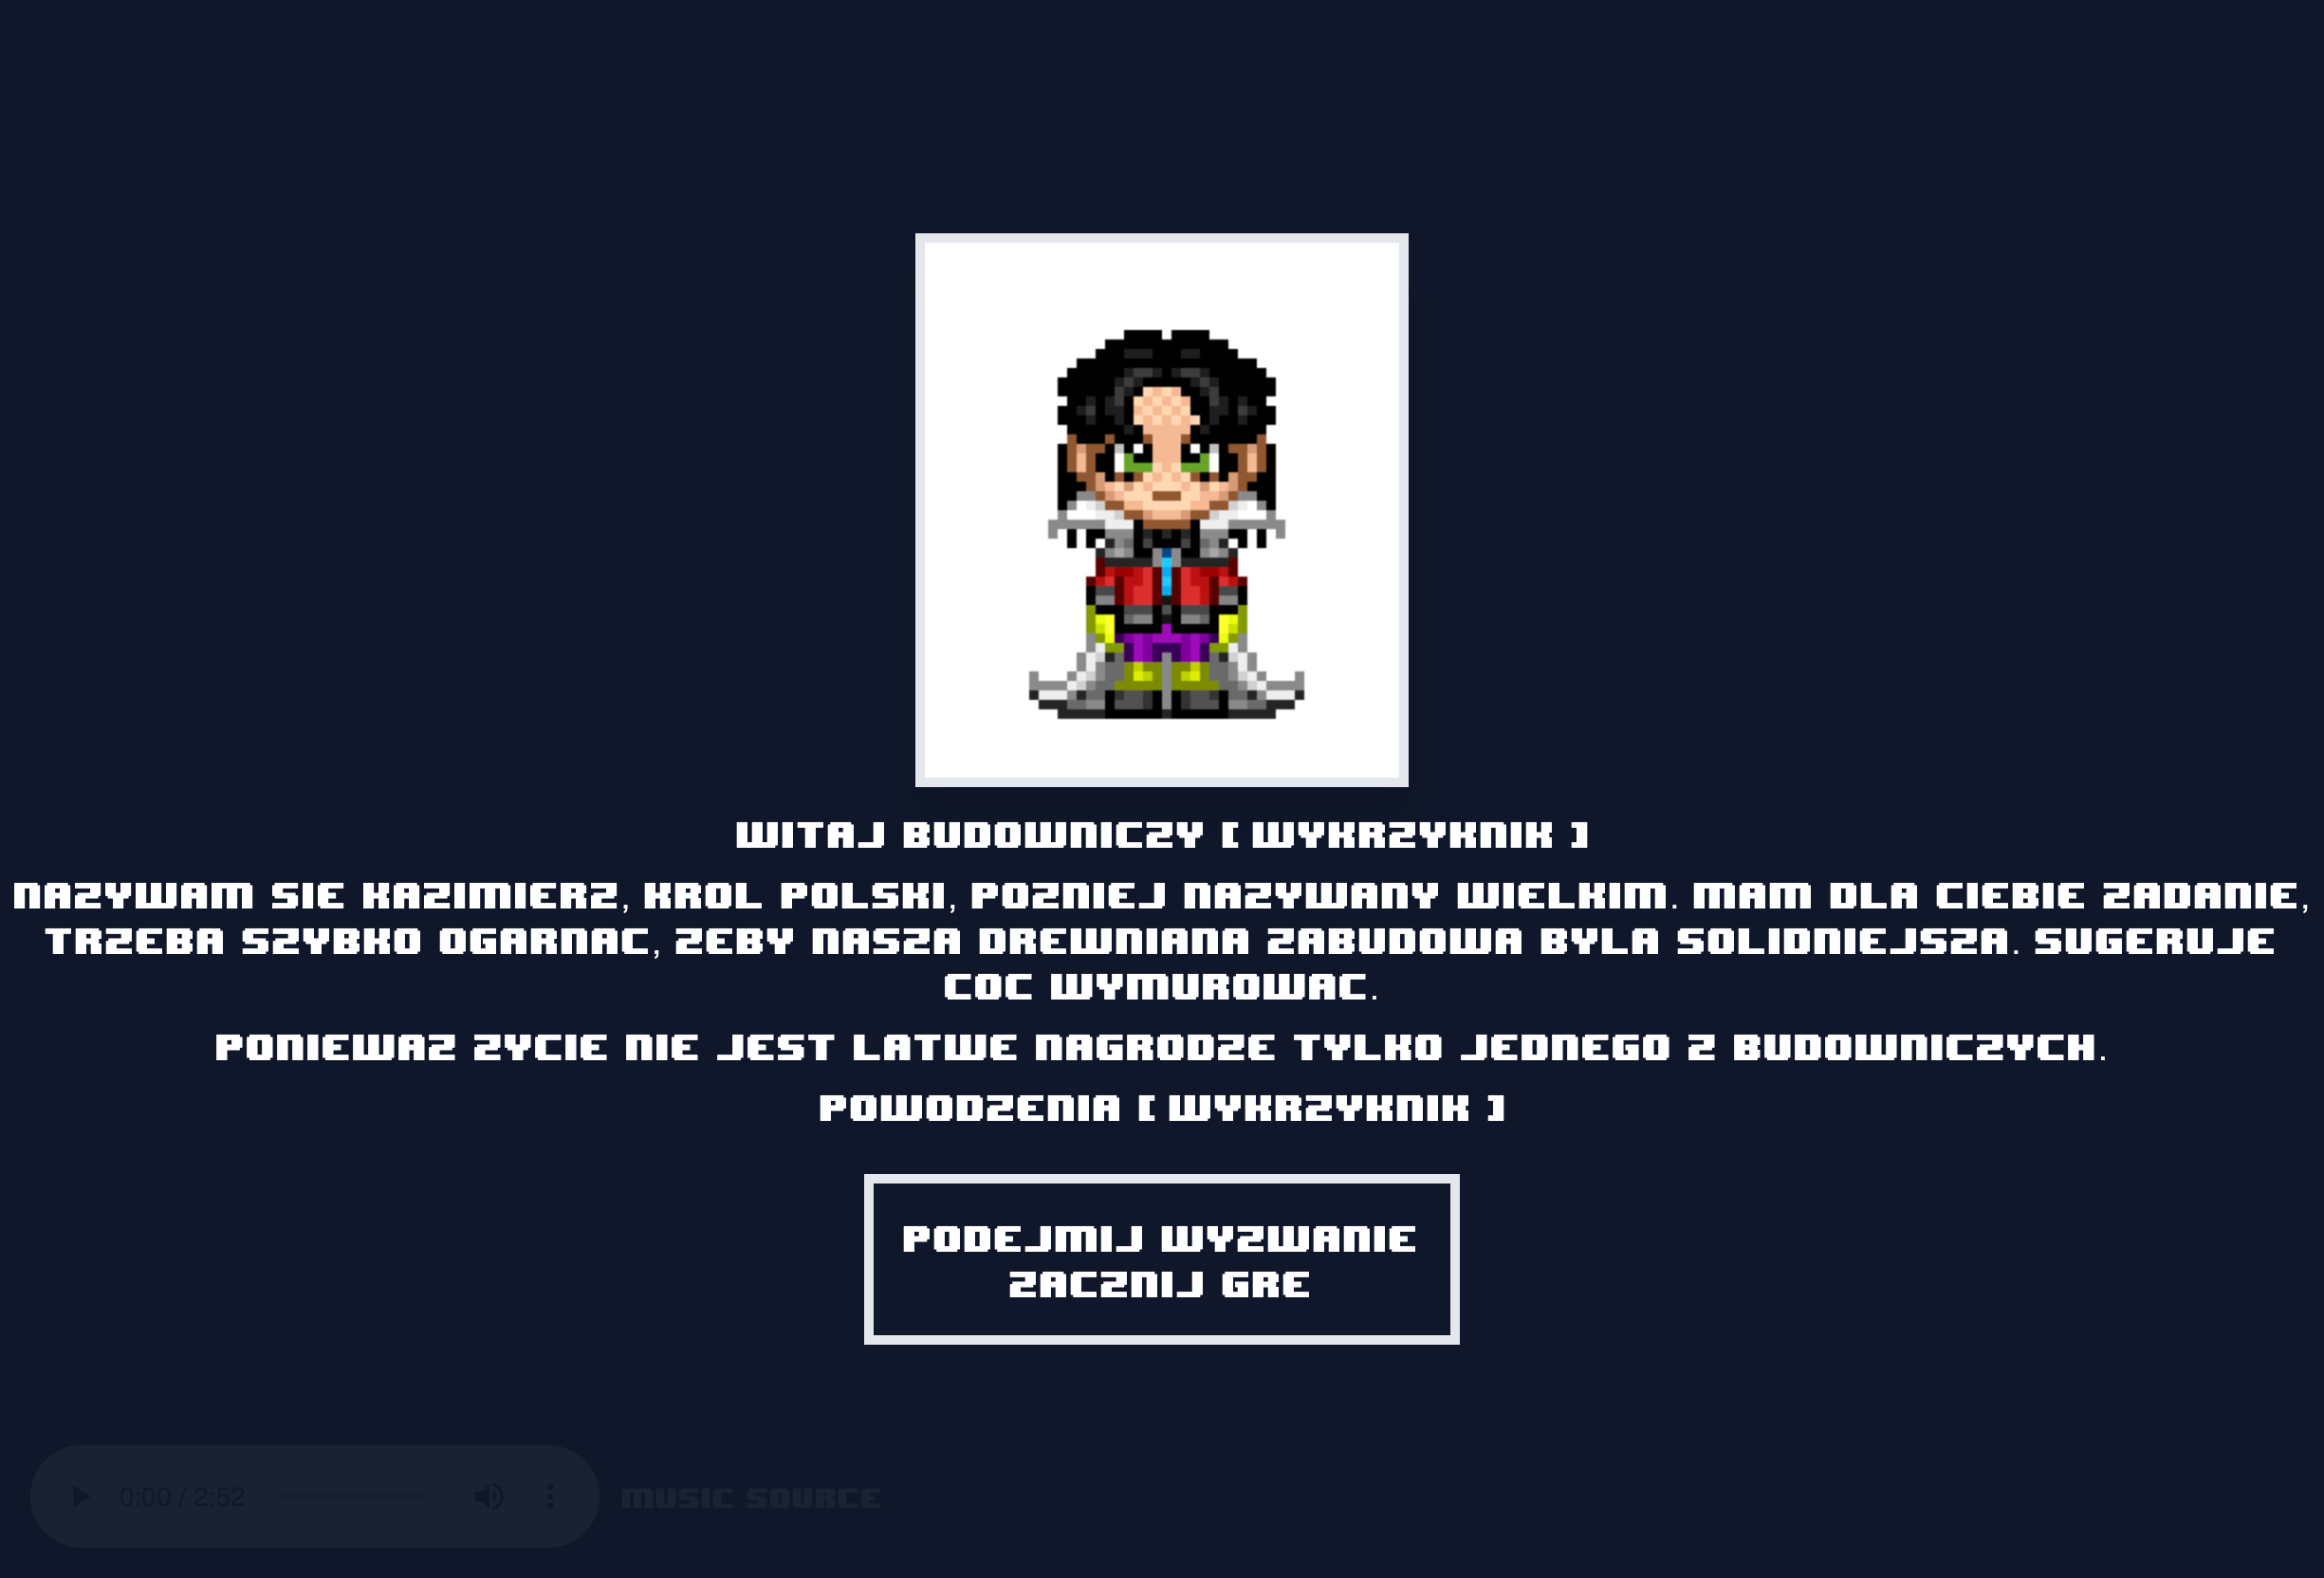 WITAJ BUDOWNICZY [ WYKRZYKNIK ]
NAZYWAM SIE KAZIMIERZ, KROL POLSKI, POZNIEJ NAZYWANY WIELKIM. MAM DLA CIEBIE ZADANIE,
TRZEBA SZYBKO OGARNAC, ZEBY NASZA DREWNIANA ZABUDOWA BYLA SOLIDNIEJSZA. SUGERUJE
COC WYMUROWAC.
PONIEWAZ ZYCIE NIE JEST LATWE NAGRODZE TYLKO JEDNEGO Z BUDOWNICZYCH.
POWODZENIA [ WYKRZYKNIK ]
PODEJMIJ WYZWANIE
ZACZNIJ GRE
0:00 / 2:52
MUSIC SOURCE